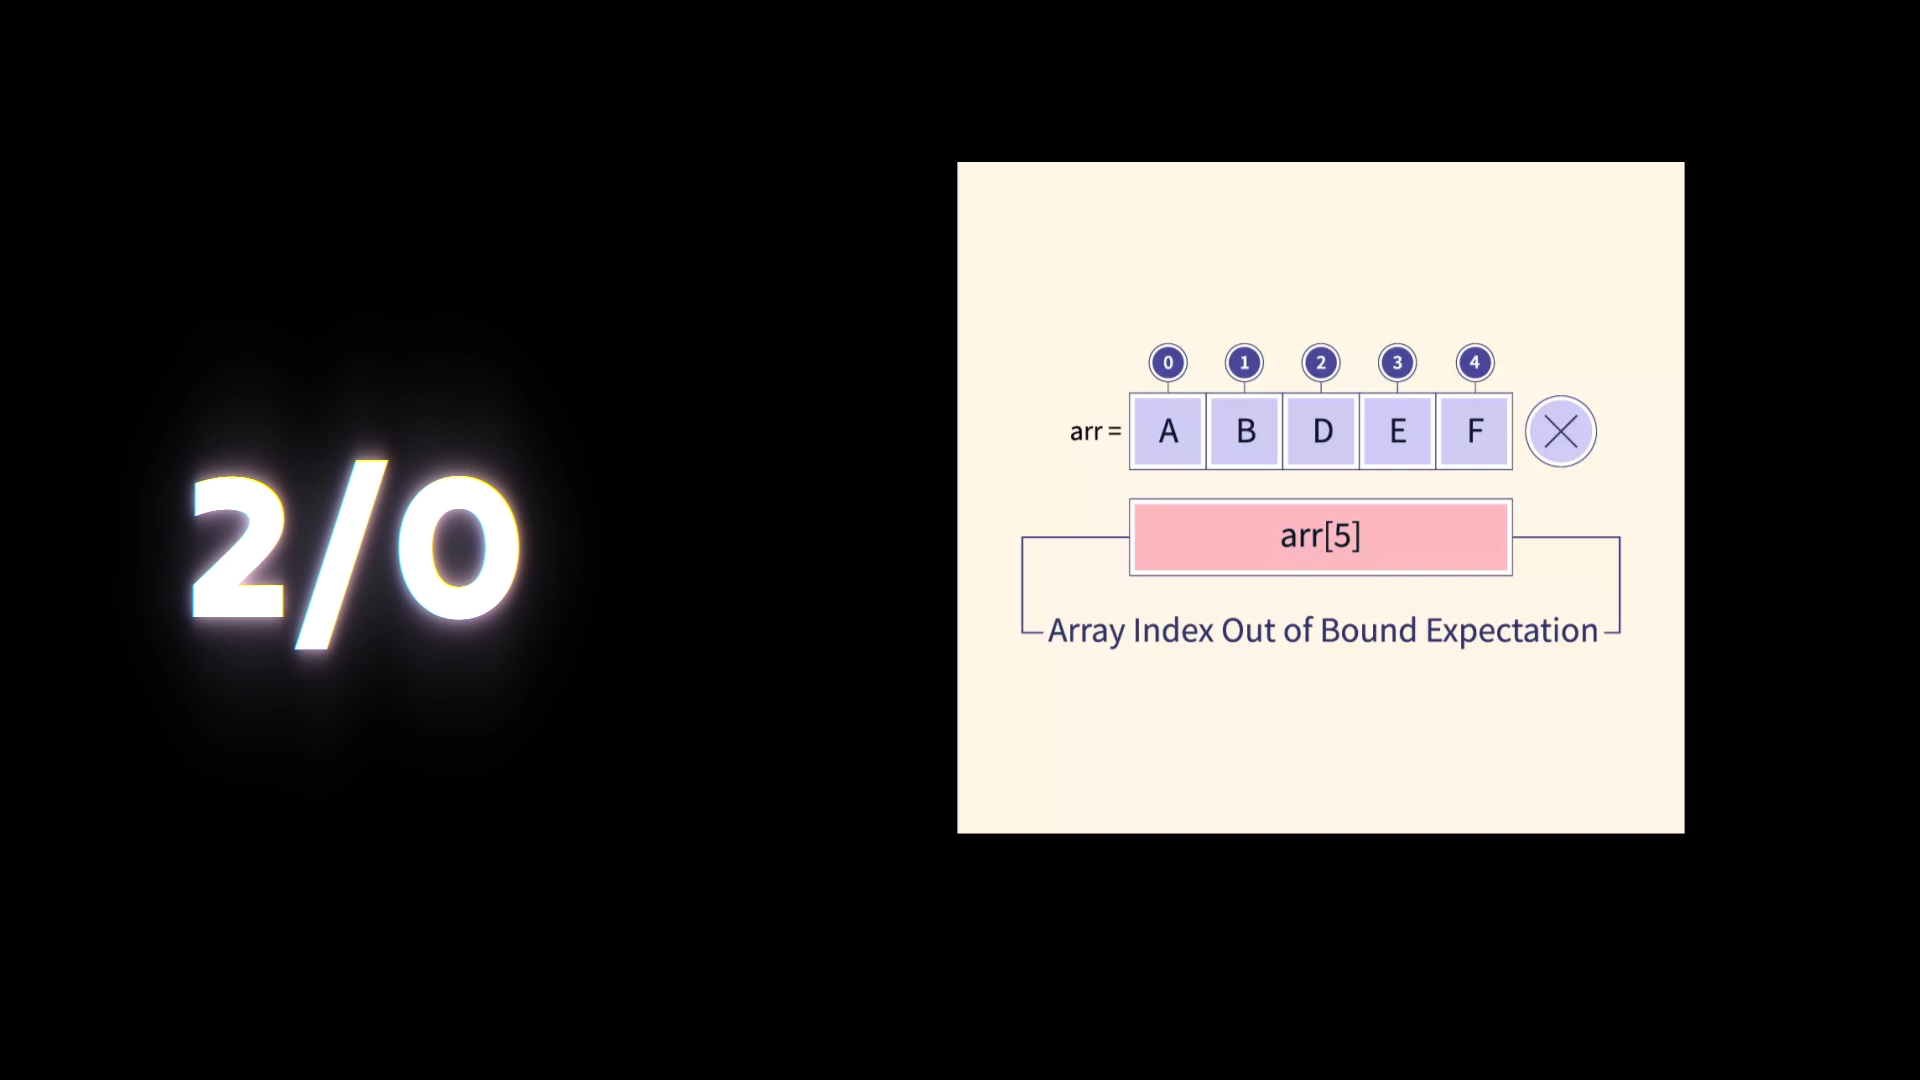 2/0
0 1 2 3 4
arr = A B D E F
arr[5]
Array Index Out of Bound Expectation